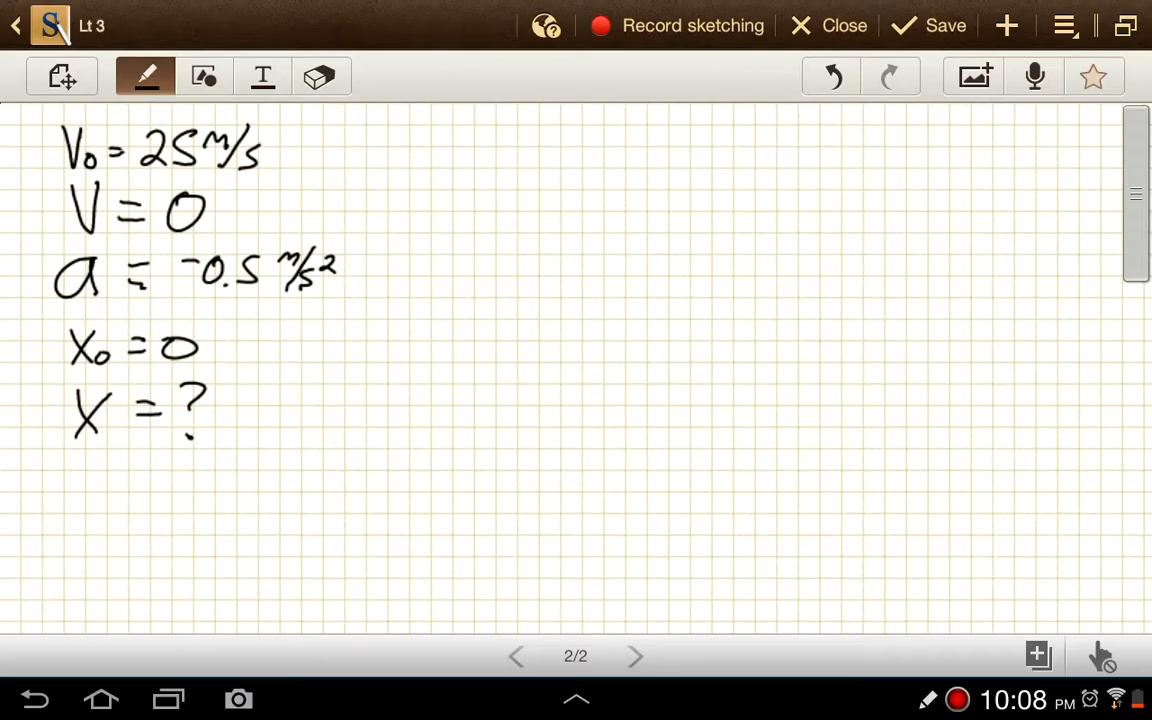 S Lt 3 Record sketching Close Save
T
V₀ = 25 m/s
V = 0
a = -0.5 m/s²
X₀ = 0
X = ?
2/2
10:08 PM